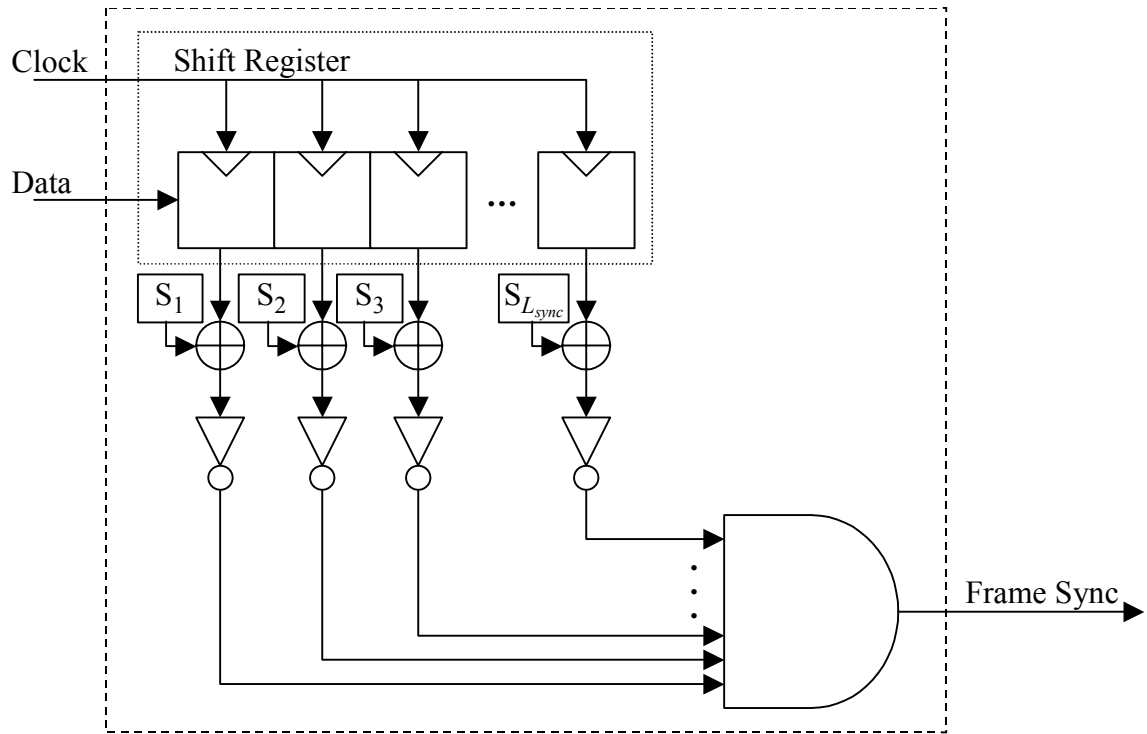 Clock
Shift Register
Data
...
S1
S2
S3
SLsync
Frame Sync